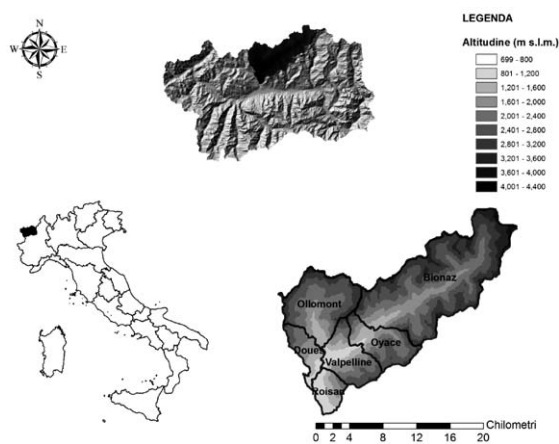 N
W E
S
LEGENDA
Altitudine (m s.l.m.)
699 - 800
801 - 1,200
1,201 - 1,600
1,601 - 2,000
2,001 - 2,400
2,401 - 2,800
2,801 - 3,200
3,201 - 3,600
3,601 - 4,000
4,001 - 4,400
Bionaz
Ollomont
Oyace
Doues
Valpelline
Roisan
0 2 4 8 12 16 20 Chilometri